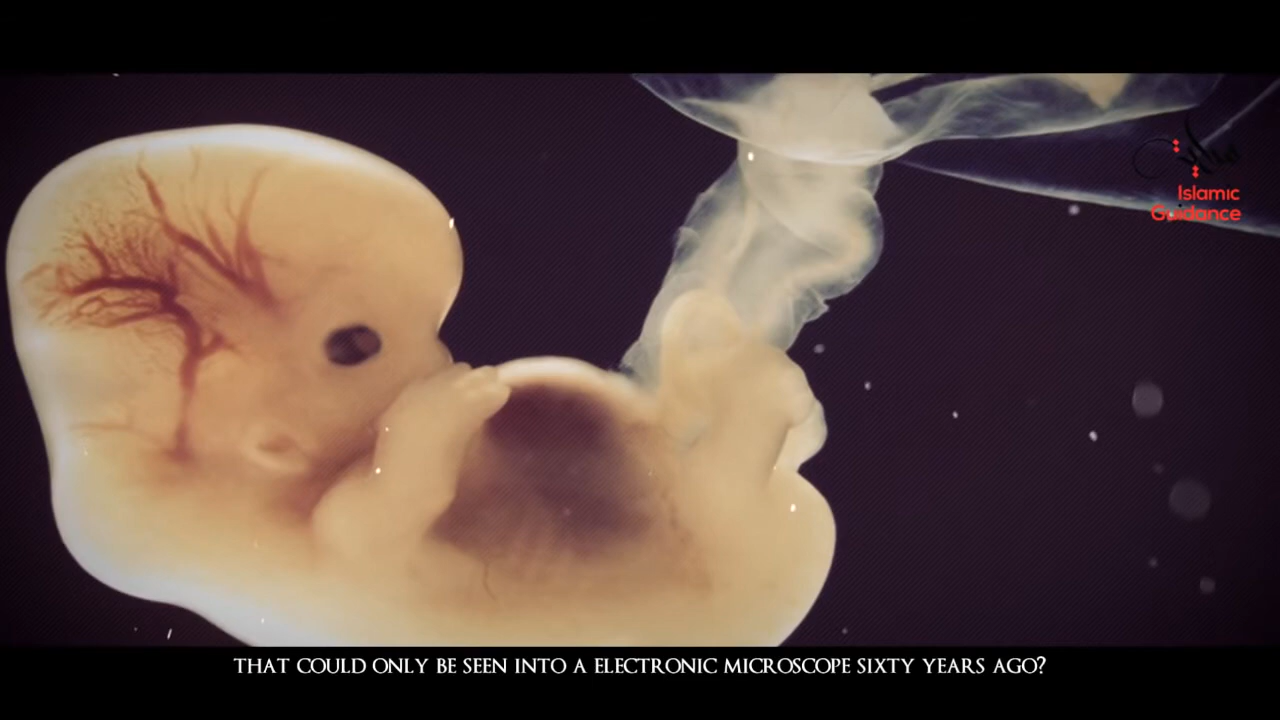 Islamic
Guidance
THAT COULD ONLY BE SEEN INTO A ELECTRONIC MICROSCOPE SIXTY YEARS AGO?